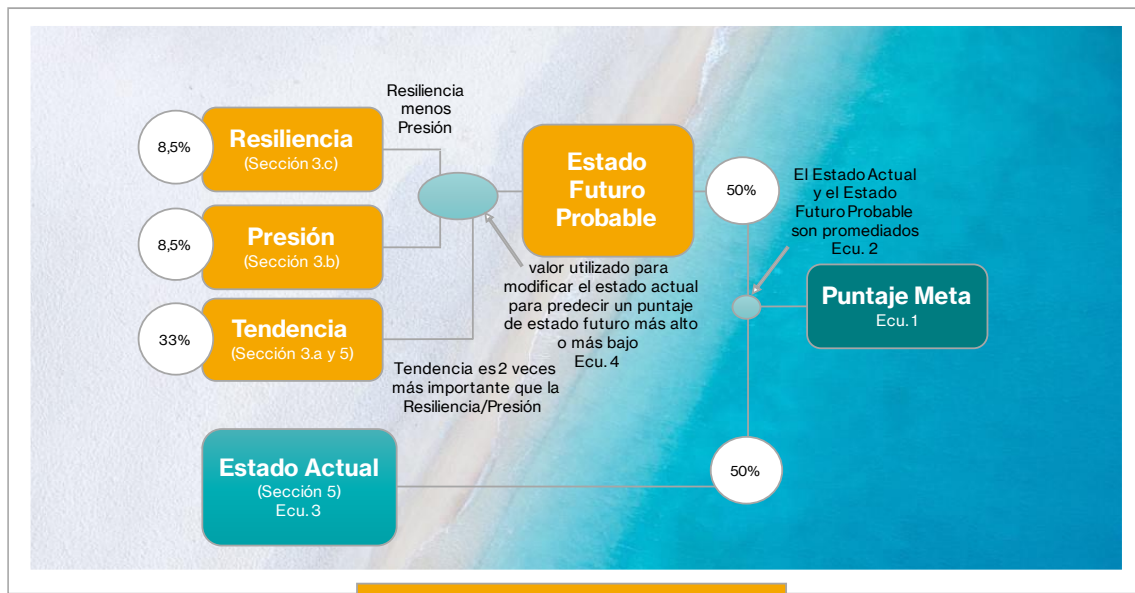 Resiliencia
menos
Presión
8,5%
Resiliencia
(Sección 3.c)
8,5%
Presión
(Sección 3.b)
33%
Tendencia
(Sección 3.a y 5)
Tendencia es 2 veces
más importante que la
Resiliencia/Presión
Estado
Futuro
Probable
valor utilizado para
modificar el estado actual
para predecir un puntaje
de estado futuro más alto
o más bajo
Ecu. 4
50%
El Estado Actual
y el Estado
Futuro Probable
son promediados
Ecu. 2
Puntaje Meta
Ecu. 1
Estado Actual
(Sección 5)
Ecu. 3
50%